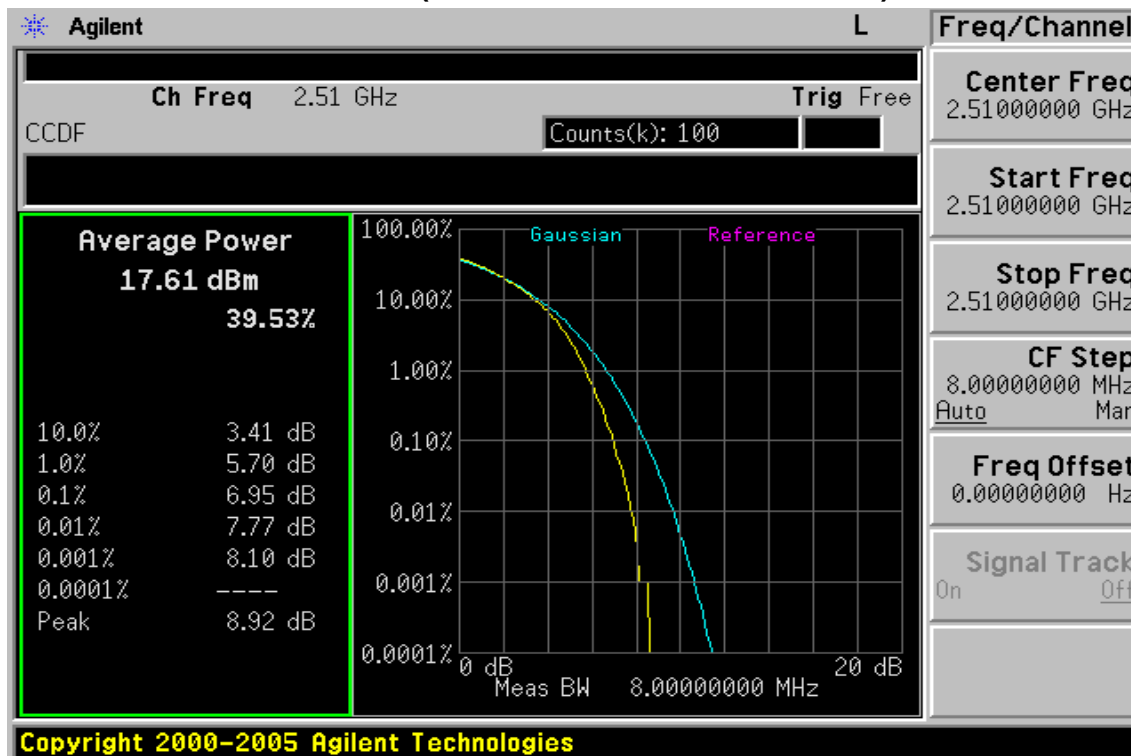 Agilent L Freq/Channel
Ch Freq 2.51 GHz Trig Free
CCDF Counts(k): 100
Center Freq
2.51000000 GHz
Start Freq
2.51000000 GHz
Stop Freq
2.51000000 GHz
CF Step
8.00000000 MHz
Auto Man
Freq Offset
0.00000000 Hz
Signal Track
On Off
Average Power
17.61 dBm
39.53%
10.0% 3.41 dB
1.0% 5.70 dB
0.1% 6.95 dB
0.01% 7.77 dB
0.001% 8.10 dB
0.0001% ----
Peak 8.92 dB
100.00% Gaussian Reference
10.00%
1.00%
0.10%
0.01%
0.001%
0.0001%
0 dB 20 dB
Meas BW 8.00000000 MHz
Copyright 2000-2005 Agilent Technologies